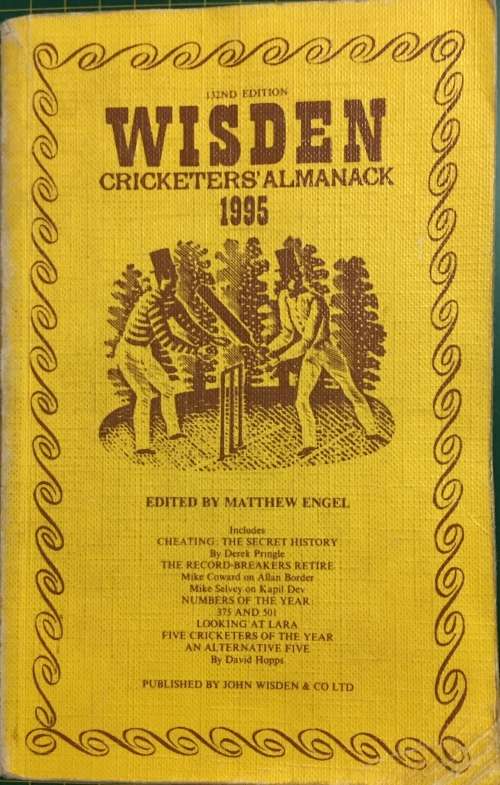 132ND EDITION
WISDEN
CRICKETERS' ALMANACK
1995
EDITED BY MATTHEW ENGEL
Includes
CHEATING: THE SECRET HISTORY
By Derek Pringle
THE RECORD-BREAKERS RETIRE
Mike Coward on Allan Border
Mike Selvey on Kapil Dev
NUMBERS OF THE YEAR:
375 AND 501
LOOKING AT LARA
FIVE CRICKETERS OF THE YEAR
AN ALTERNATIVE FIVE
By David Hopps
PUBLISHED BY JOHN WISDEN & CO LTD